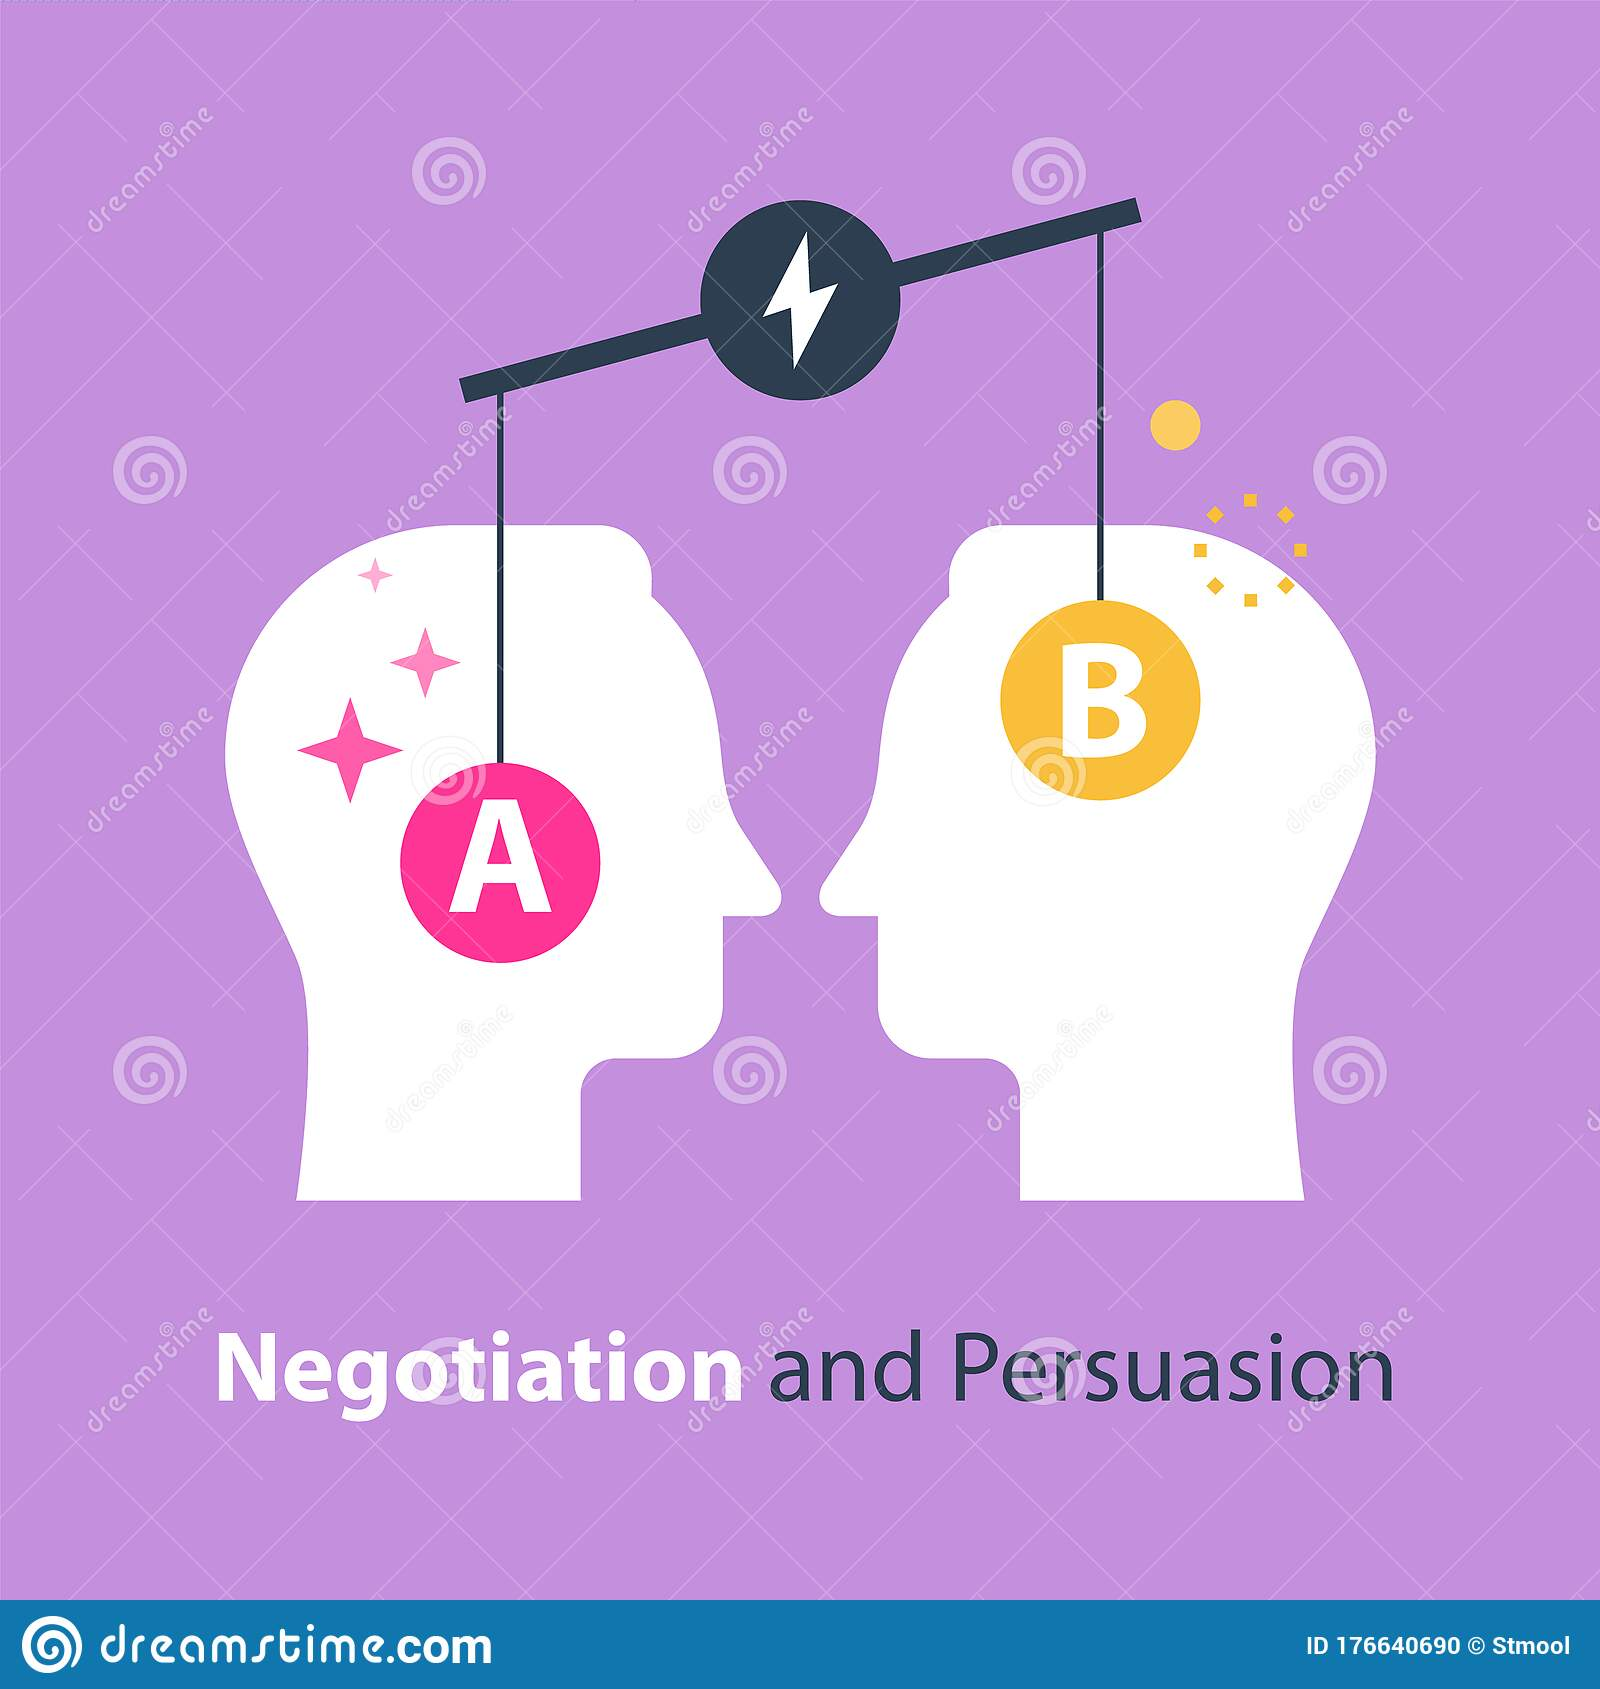 A
B
Negotiation and Persuasion
dreamstime.com
ID 176640690 © Stmool